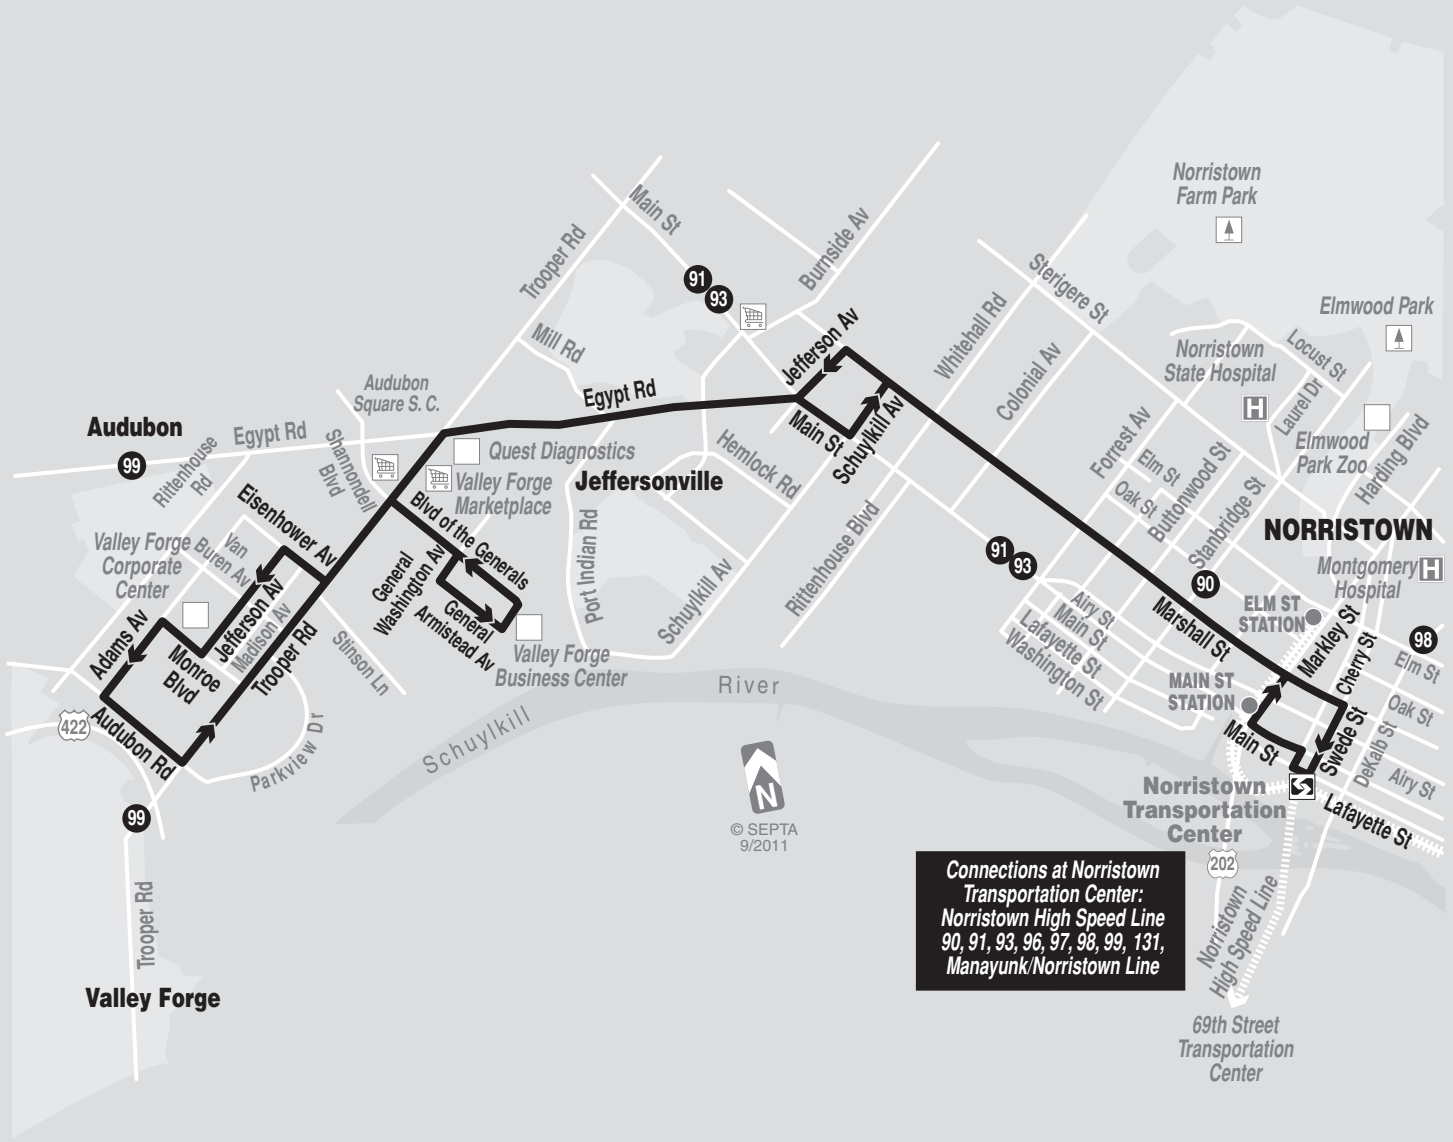 Norristown
Farm Park
Main St
Trooper Rd
Burnside Av
91
93
Sterigere St
Elmwood Park
Whitehall Rd
Mill Rd
Jefferson Av
Locust St
Norristown
State Hospital
H
Colonial Av
Laurel Dr
Audubon
Square S. C.
Egypt Rd
Audubon
99
Egypt Rd
Rittenhouse
Rd
Shannondell
Blvd
Quest Diagnostics
Valley Forge
Marketplace
Jeffersonville
Hemlock Rd
Main St
Schuylkill Av
Forrest Av
Elm St
Oak St
Buttonwood St
Stanbridge St
Elmwood
Park Zoo
Harding Blvd
NORRISTOWN
Montgomery
Hospital
H
Eisenhower Av
Blvd of the Generals
Van
Buren Av
Valley Forge
Corporate
Center
General
Washington Av
General
Armistead Av
Port Indian Rd
Schuylkill Av
Rittenhouse Blvd
91
93
90
ELM ST
STATION
Airy St
Main St
Lafayette St
Washington St
Marshall St
Markley St
Cherry St
98
Elm St
Adams Av
Monroe
Blvd
Jefferson Av
Madison Av
Trooper Rd
Stinson Ln
Valley Forge
Business Center
River
Schuylkill
MAIN ST
STATION
Oak St
422
Audubon Rd
Parkview Dr
Main St
Swede St
DeKalb St
Airy St
Norristown
Transportation
Center
Lafayette St
N
© SEPTA
9/2011
99
202
Connections at Norristown
Transportation Center:
Norristown High Speed Line
90, 91, 93, 96, 97, 98, 99, 131,
Manayunk/Norristown Line
Norristown
High Speed Line
Trooper Rd
Valley Forge
69th Street
Transportation
Center